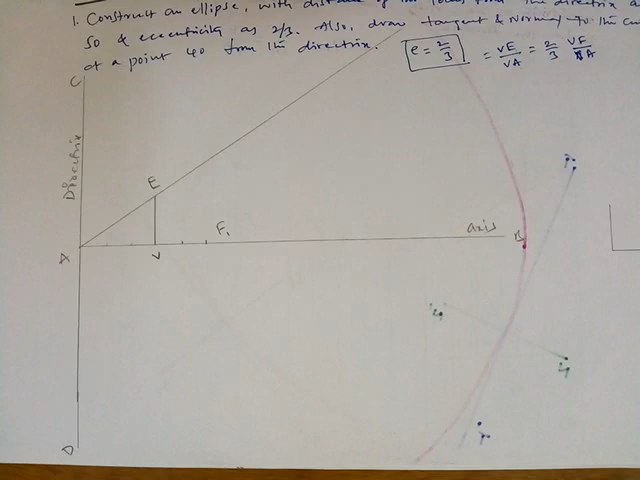 1. Construct an ellipse, with distance of the focus from the directrix as
50 & eccentricity as 2/3. Also, draw tangent & Normal to the cu
at a point 40 from the directrix.
e = 2/3 = VE/VA = 2/3 VF/VA
C
Directrix
E
P
F1
axis
B
A
V
N
M
T
D